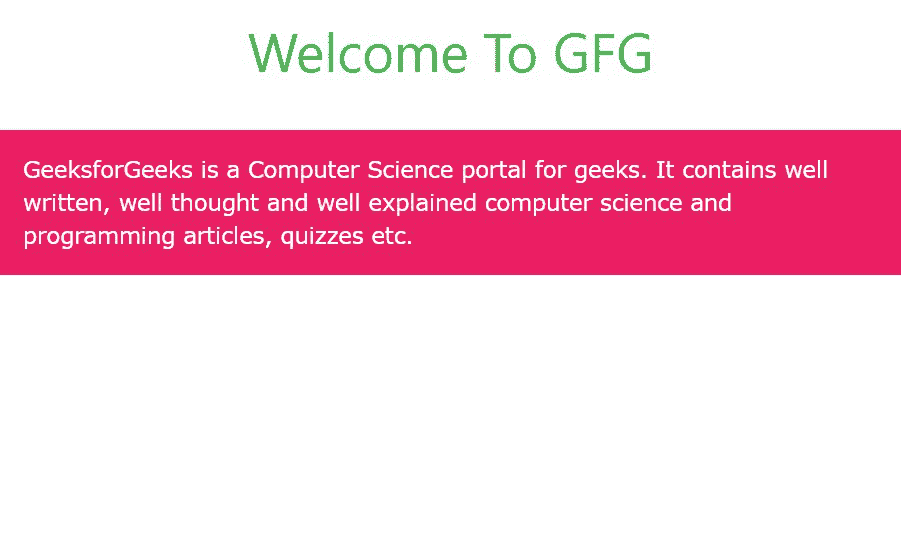 Welcome To GFG
GeeksforGeeks is a Computer Science portal for geeks. It contains well
written, well thought and well explained computer science and
programming articles, quizzes etc.